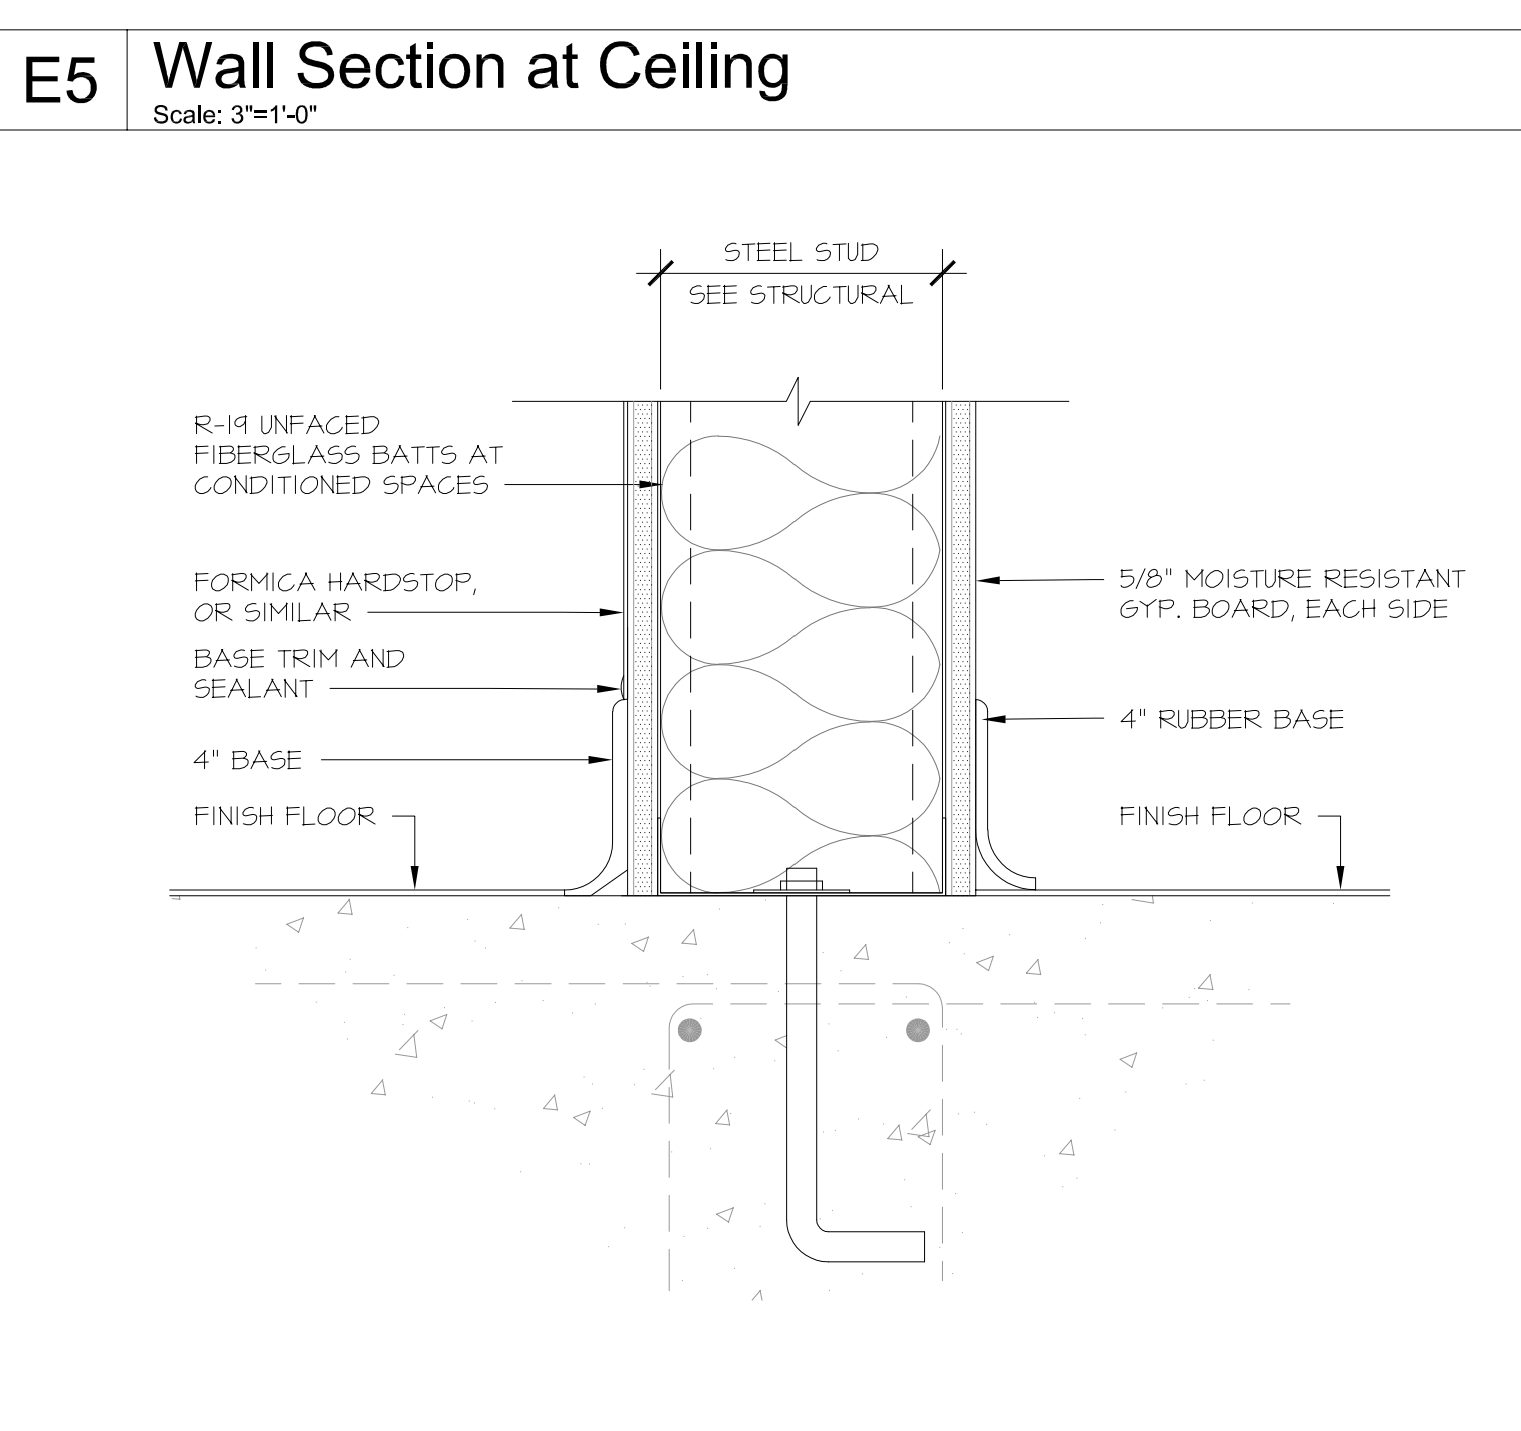 E5
Wall Section at Ceiling
Scale: 3"=1'-0"
STEEL STUD
SEE STRUCTURAL
R-19 UNFACED
FIBERGLASS BATTS AT
CONDITIONED SPACES
FORMICA HARDSTOP,
OR SIMILAR
BASE TRIM AND
SEALANT
4" BASE
FINISH FLOOR
5/8" MOISTURE RESISTANT
GYP. BOARD, EACH SIDE
4" RUBBER BASE
FINISH FLOOR